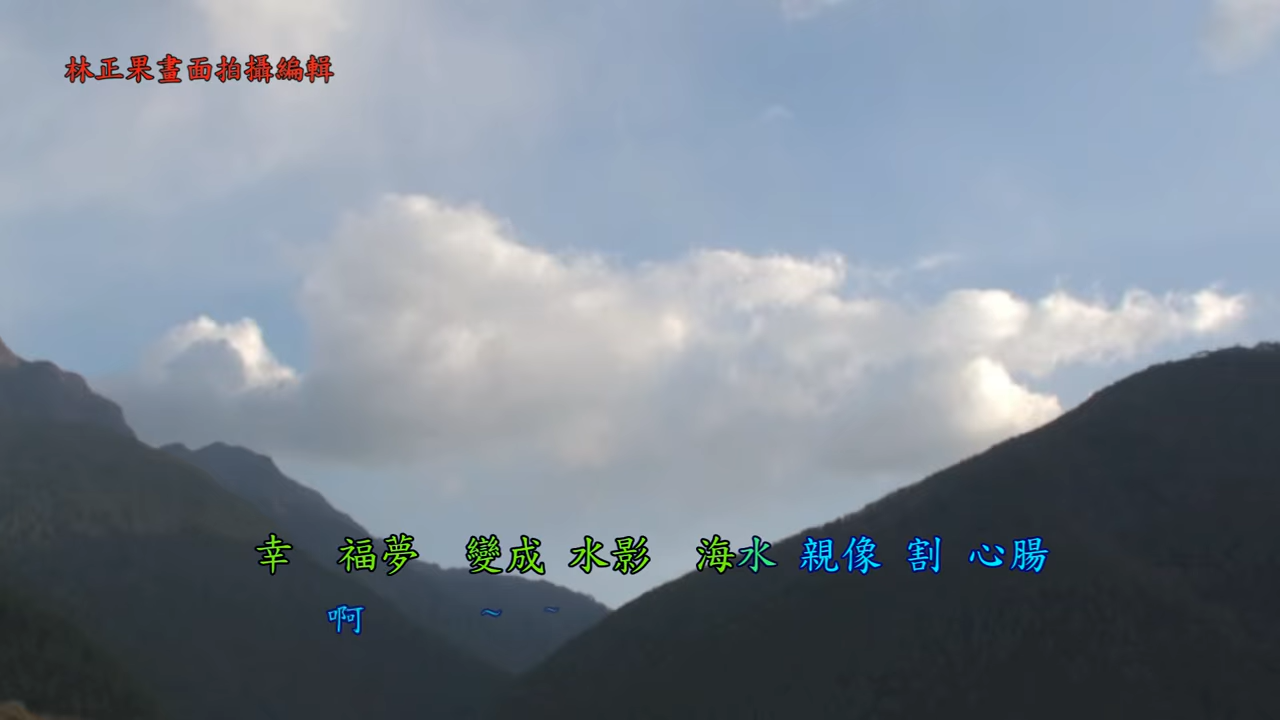 林正果畫面拍攝編輯
幸 福夢 變成 水影 海水 親像 割 心腸
啊 ~ ~